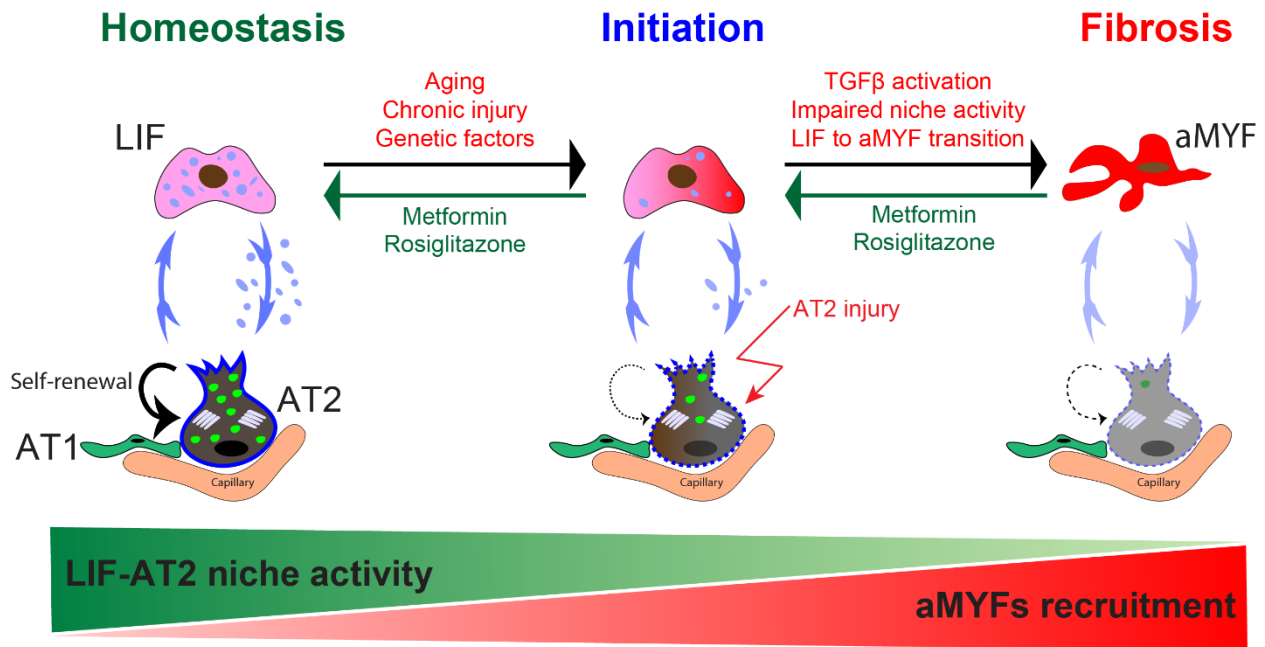 Homeostasis
Initiation
Fibrosis
Aging
Chronic injury
Genetic factors
TGFβ activation
Impaired niche activity
LIF to aMYF transition
LIF
aMYF
Metformin
Rosiglitazone
Metformin
Rosiglitazone
AT2 injury
Self-renewal
AT2
AT1
Capillary
Capillary
Capillary
LIF-AT2 niche activity
aMYFs recruitment